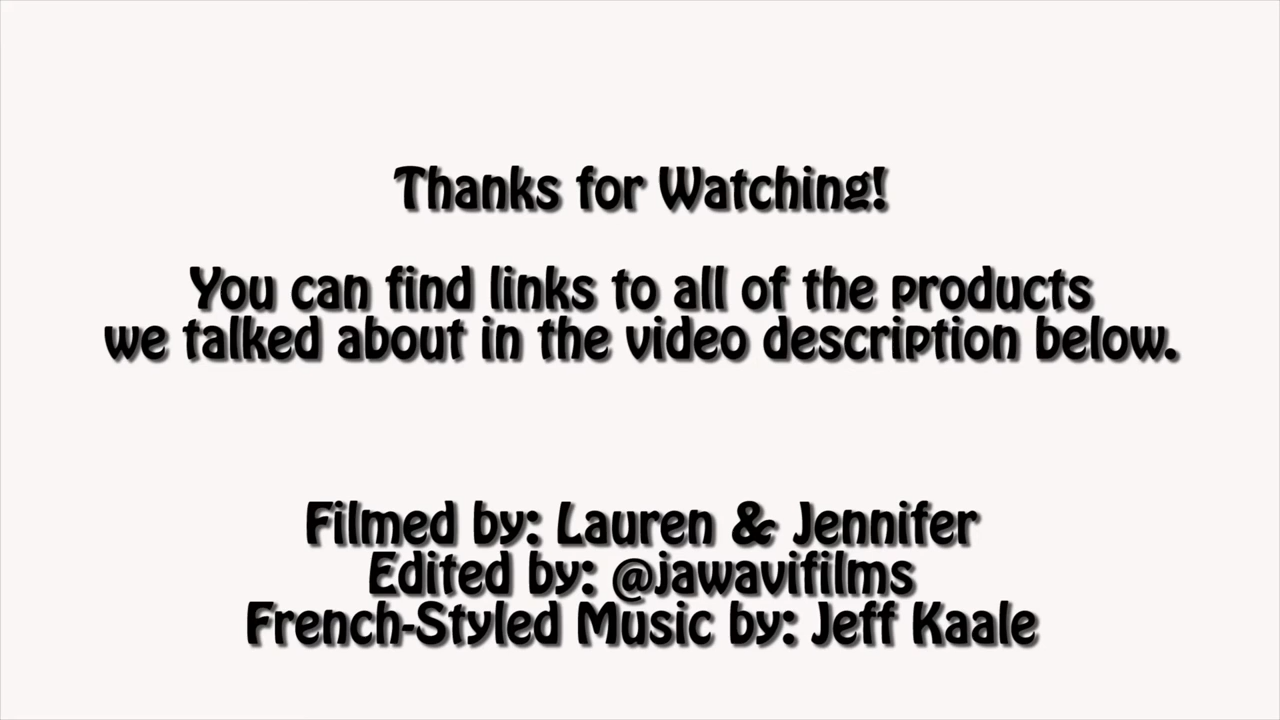 Thanks for Watching!
You can find links to all of the products
we talked about in the video description below.
Filmed by: Lauren & Jennifer
Edited by: @jawavifilms
French-Styled Music by: Jeff Kaale